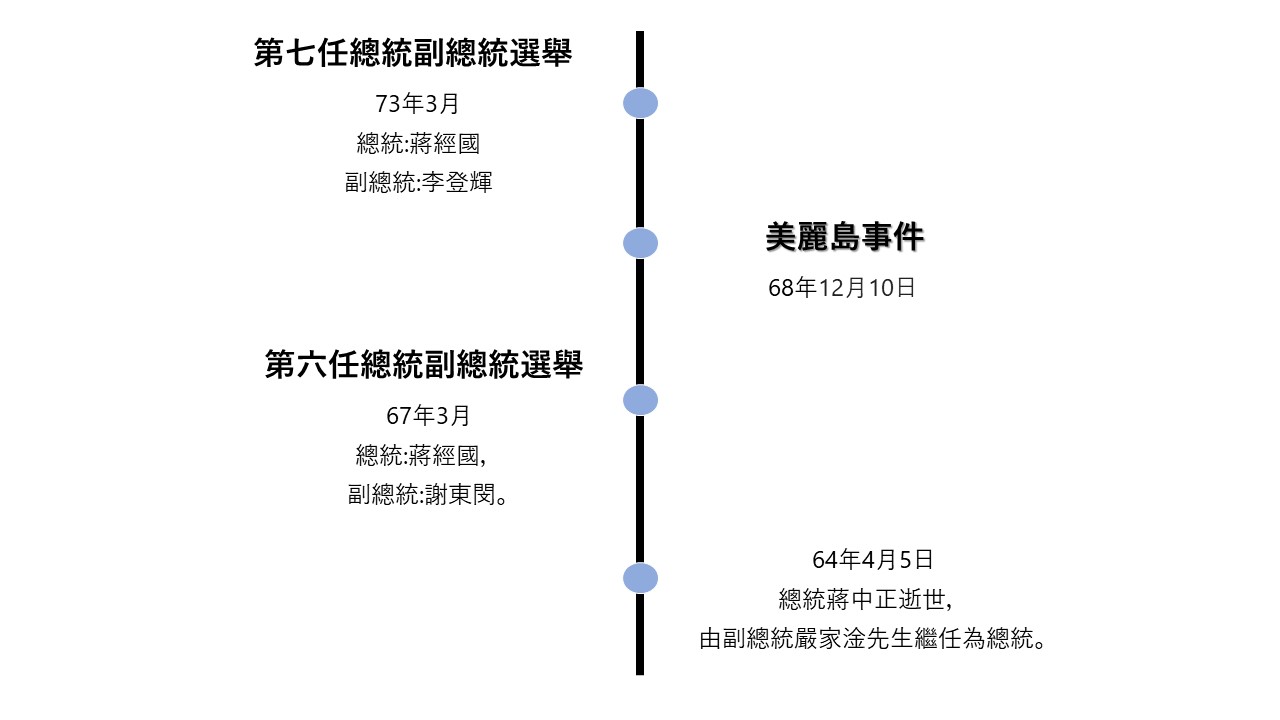 第七任總統副總統選舉
73年3月
總統:蔣經國
副總統:李登輝
美麗島事件
68年12月10日
第六任總統副總統選舉
67年3月
總統:蔣經國,
副總統:謝東閔。
64年4月5日
總統蔣中正逝世,
由副總統嚴家淦先生繼任為總統。